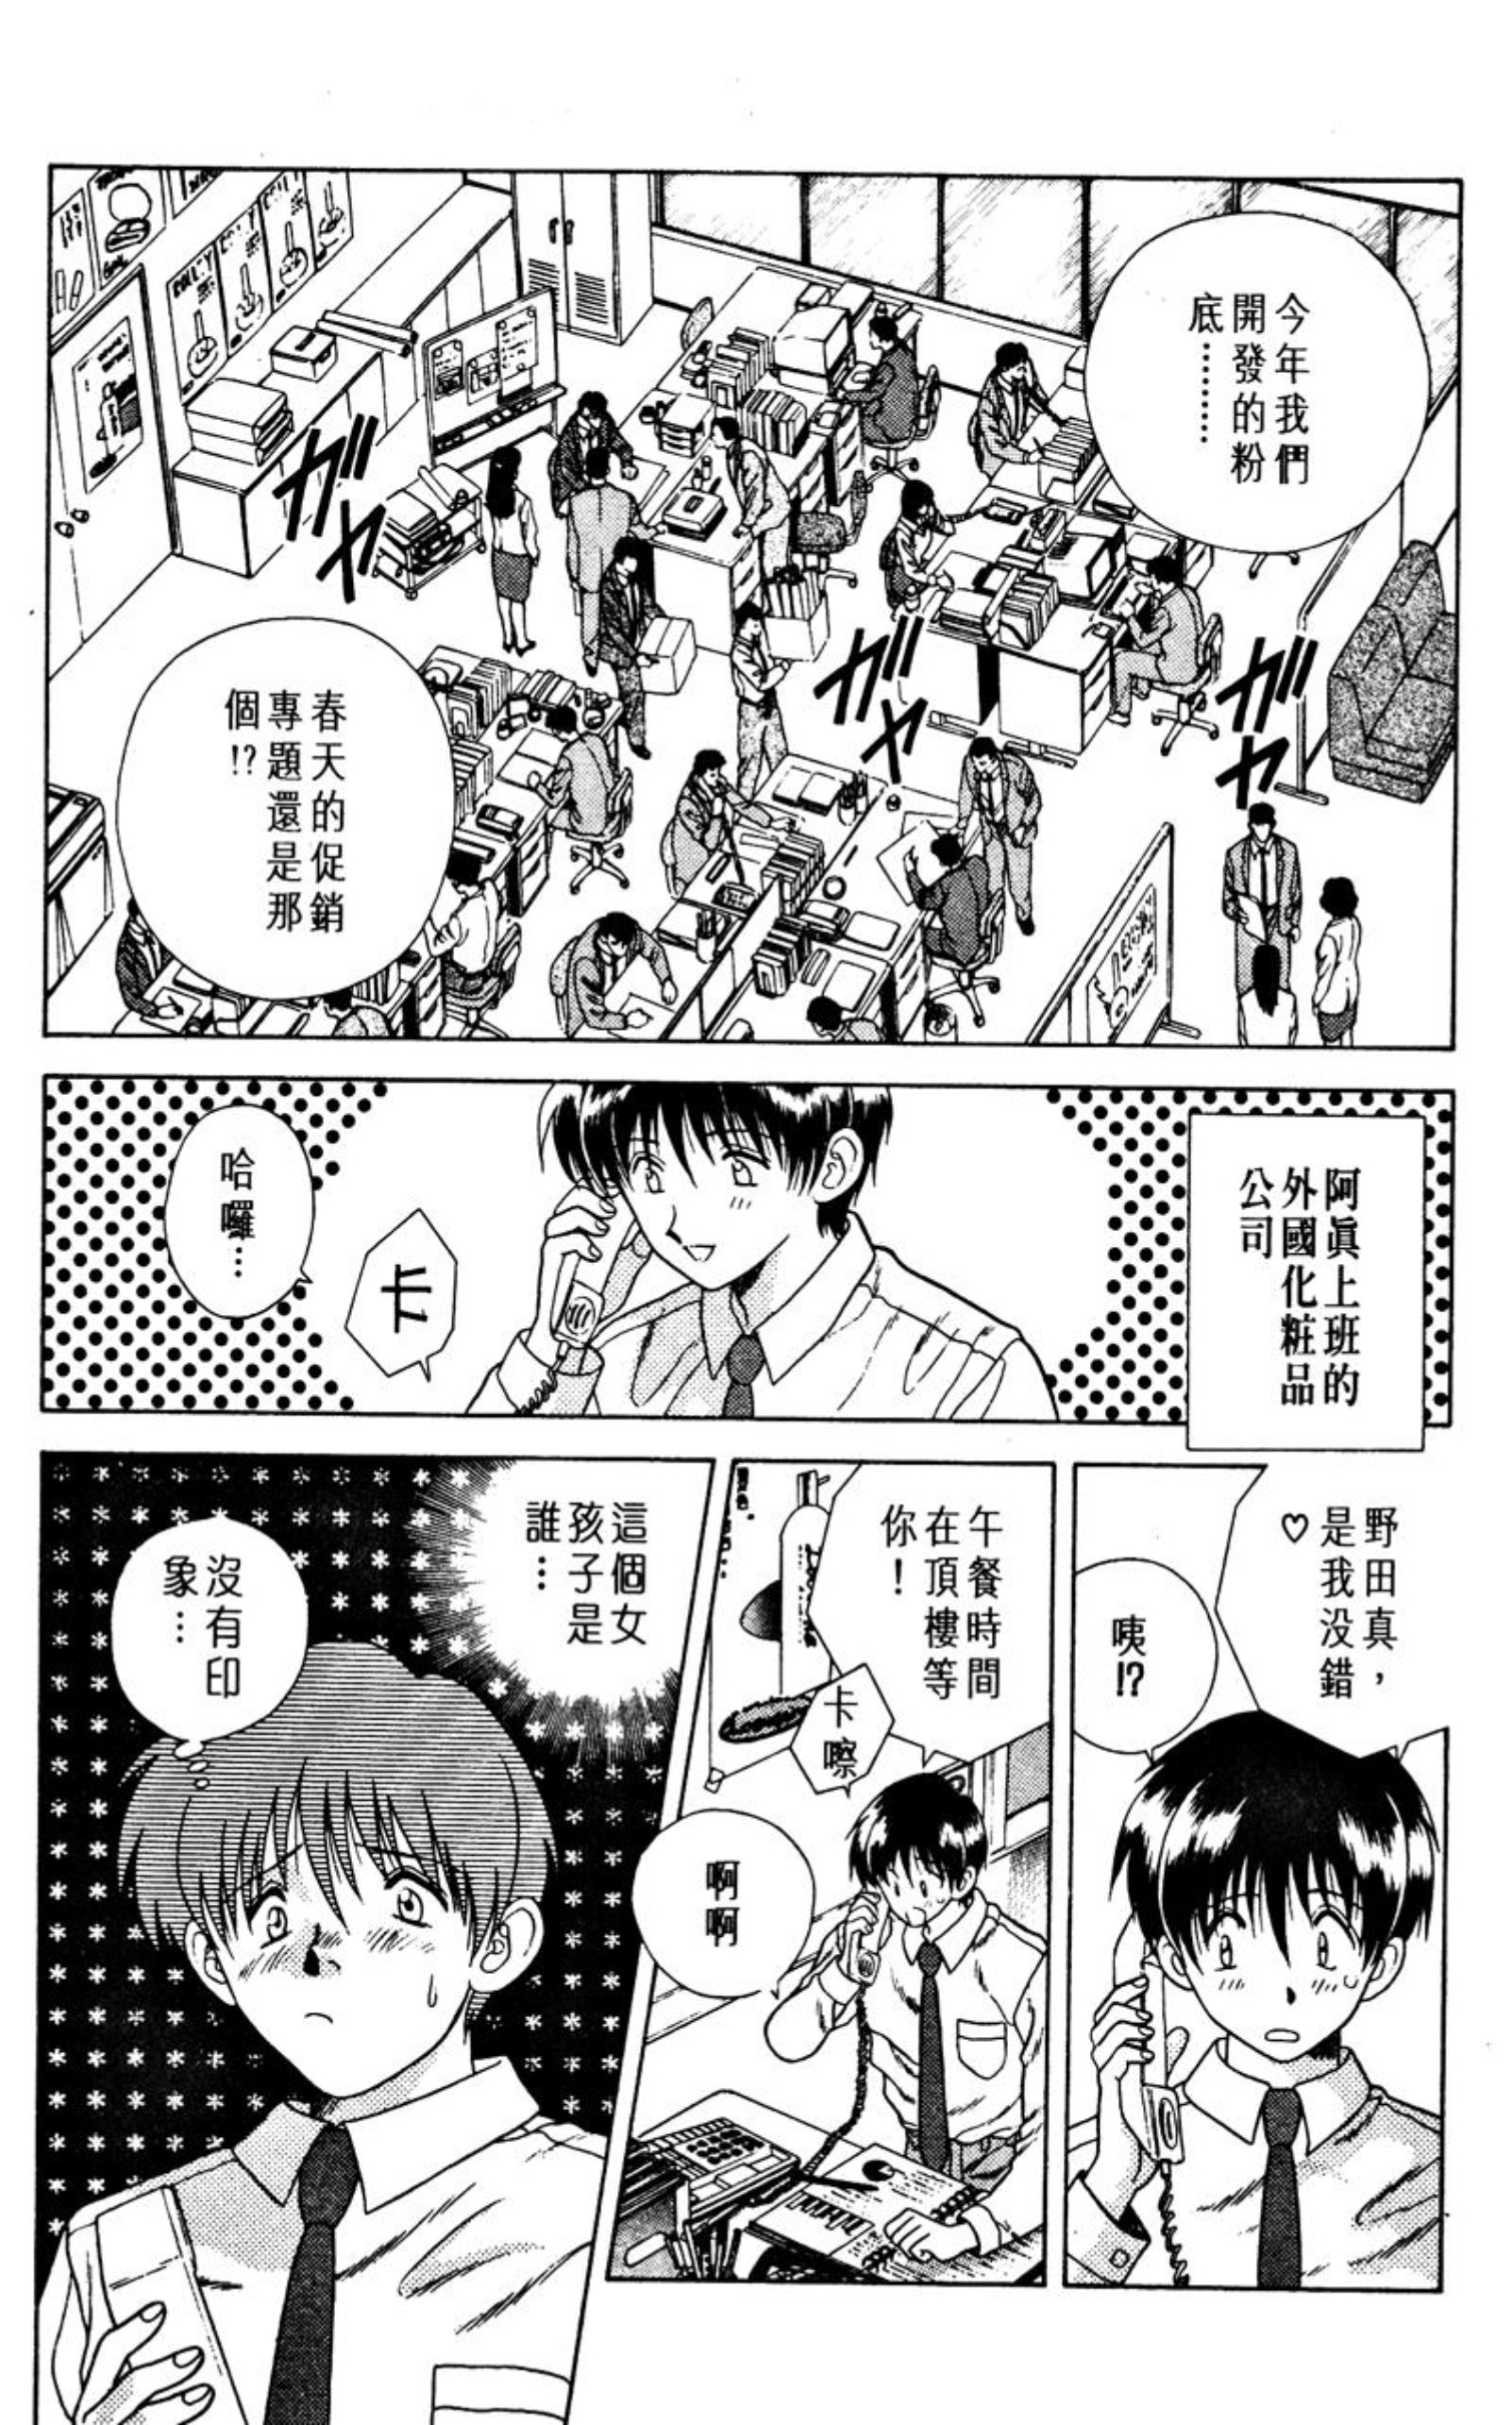 今年我們
開發的粉
底………
春天的促銷
專題還是那
個!?
ガヤ
ガヤ
ガヤ
阿眞上班的
外國化粧品
公司
卡
哈囉…
野田真，
是我没錯
♡
咦!?
午餐時間
在頂樓等
你！
卡嚓
啊啊
這個女
孩子是
誰…
沒有印
象…